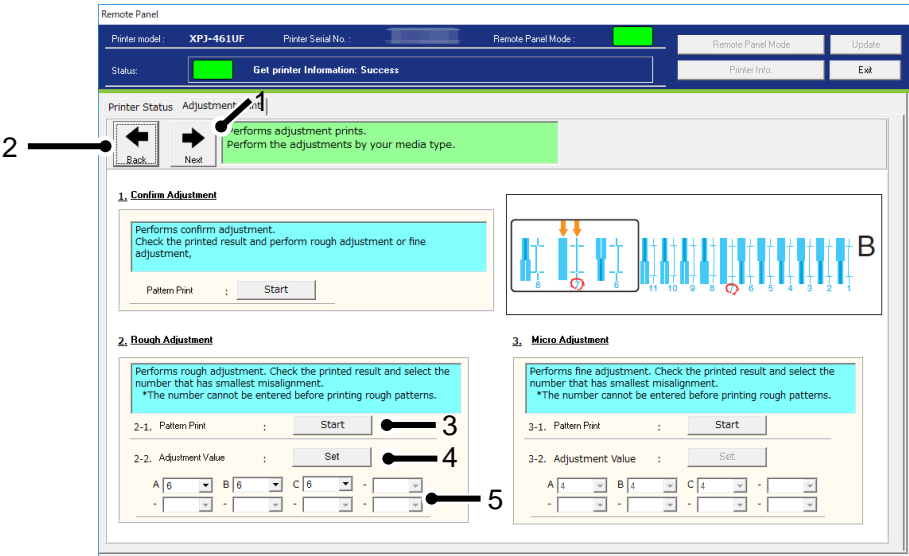 Remote Panel
Printer model : XPJ-461UF Printer Serial No. : Remote Panel Mode : Remote Panel Mode Update
Status: Get printer Information: Success Printer Info. Exit
Printer Status Adjustment 1
2 Back Next Performs adjustment prints.
Perform the adjustments by your media type.
1. Confirm Adjustment
Performs confirm adjustment.
Check the printed result and perform rough adjustment or fine
adjustment,
Pattern Print : Start
8 7 6 11 10 9 8 7 6 5 4 3 2 1 B
2. Rough Adjustment
Performs rough adjustment. Check the printed result and select the
number that has smallest misalignment.
*The number cannot be entered before printing rough patterns.
2-1. Pattern Print : Start 3
2-2. Adjustment Value : Set 4
A 6 B 6 C 6 -
- - - - 5
3. Micro Adjustment
Performs fine adjustment. Check the printed result and select the
number that has smallest misalignment.
*The number cannot be entered before printing rough patterns.
3-1. Pattern Print : Start
3-2. Adjustment Value : Set
A 4 B 4 C 4 -
- - - -